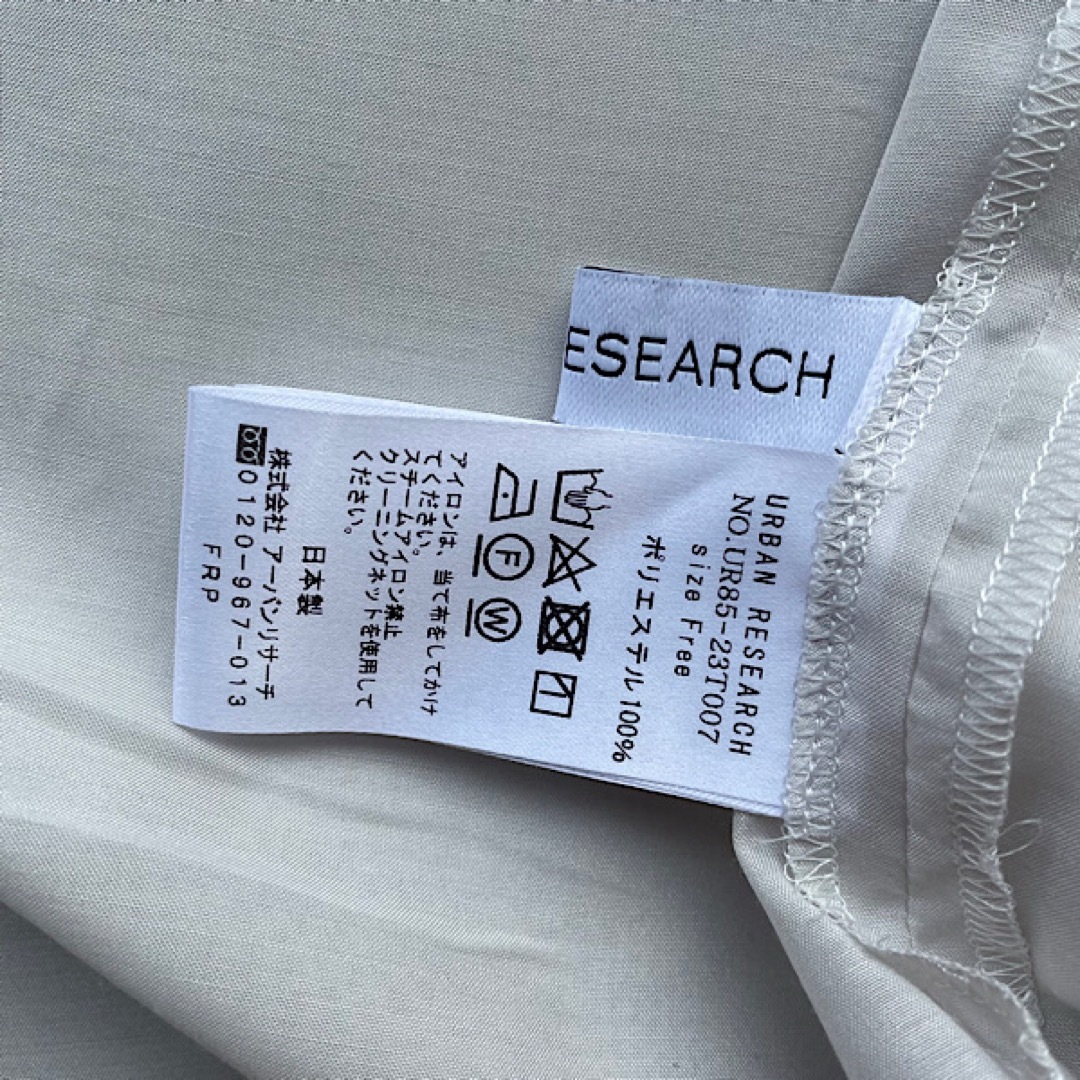 ESEARCH
URBAN RESEARCH
NO.UR85-23T007
size Free
ポリエステル100%
F
W
アイロンは、当て布をしてかけ
てください。
スチームアイロン禁止
クリーニングネットを使用して
ください。
日本製
株式会社 アーバンリサーチ
0120-967-013
FRP